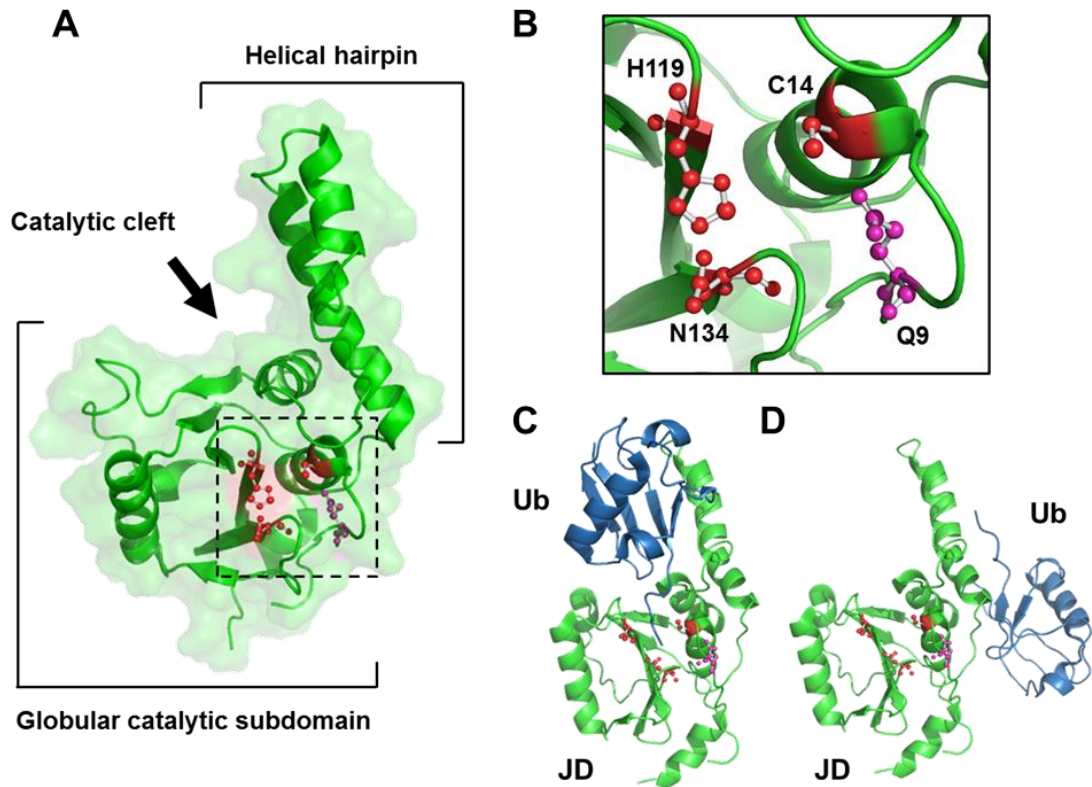 A
Helical hairpin
Catalytic cleft
Globular catalytic subdomain
B
H119
C14
N134
Q9
C
Ub
JD
D
Ub
JD